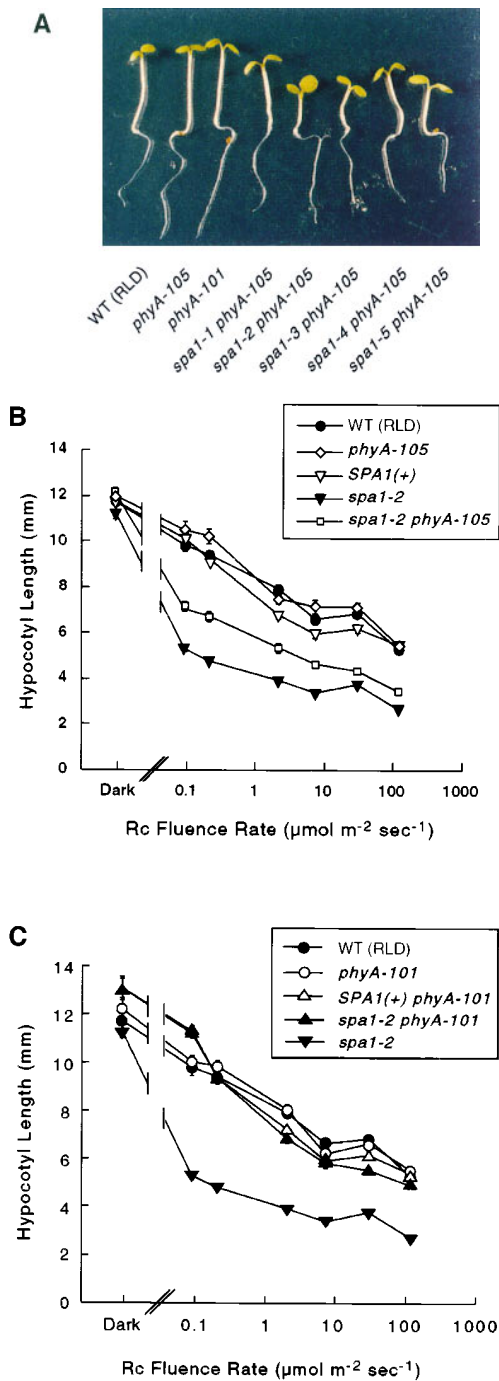 A
WT (RLD)
phyA-105
phyA-101
spa1-1 phyA-105
spa1-2 phyA-105
spa1-3 phyA-105
spa1-4 phyA-105
spa1-5 phyA-105
B
WT (RLD)
phyA-105
SPA1(+)
spa1-2
spa1-2 phyA-105
Hypocotyl Length (mm)
14
12
10
8
6
4
2
0
Dark
0.1
1
10
100
1000
Rc Fluence Rate (µmol m⁻² sec⁻¹)
C
WT (RLD)
phyA-101
SPA1(+) phyA-101
spa1-2 phyA-101
spa1-2
Hypocotyl Length (mm)
14
12
10
8
6
4
2
0
Dark
0.1
1
10
100
1000
Rc Fluence Rate (µmol m⁻² sec⁻¹)